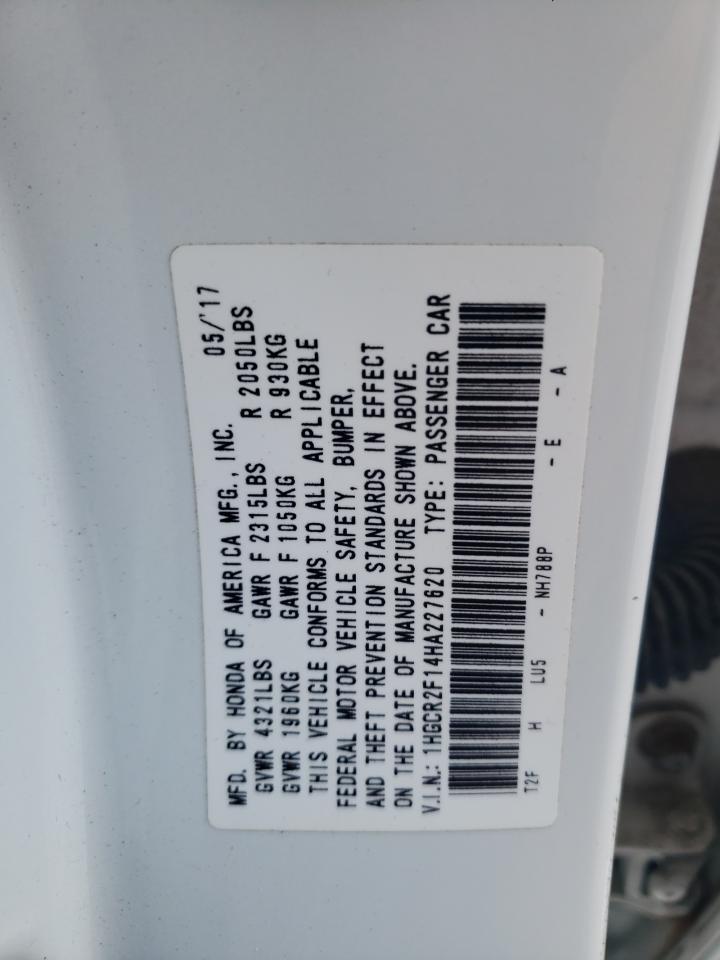 MFD. BY HONDA OF AMERICA MFG., INC. 05/'17
GVWR 4321LBS GAWR F 2315LBS R 2050LBS
GVWR 1960KG GAWR F 1050KG R 930KG
THIS VEHICLE CONFORMS TO ALL APPLICABLE
FEDERAL MOTOR VEHICLE SAFETY, BUMPER,
AND THEFT PREVENTION STANDARDS IN EFFECT
ON THE DATE OF MANUFACTURE SHOWN ABOVE.
V.I.N.: 1HGCR2F14HA227620 TYPE: PASSENGER CAR
T2F H LU5 - NH788P - E - A